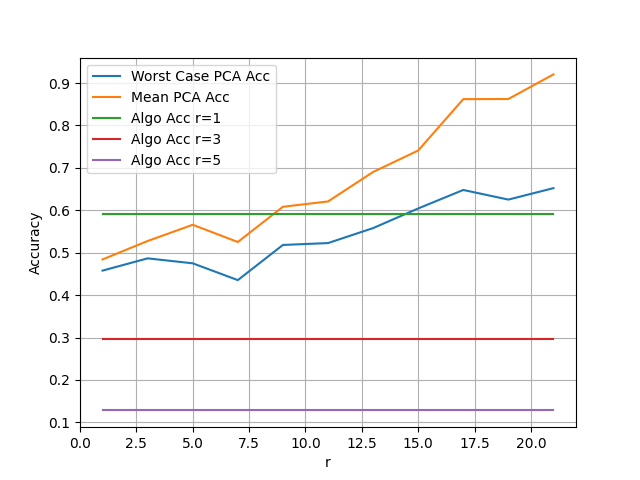 Worst Case PCA Acc
Mean PCA Acc
Algo Acc r=1
Algo Acc r=3
Algo Acc r=5
Accuracy
0.9
0.8
0.7
0.6
0.5
0.4
0.3
0.2
0.1
0.0 2.5 5.0 7.5 10.0 12.5 15.0 17.5 20.0
r